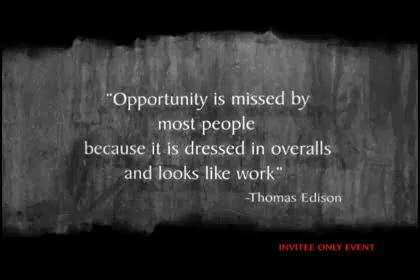 "Opportunity is missed by
most people
because it is dressed in overalls
and looks like work"
-Thomas Edison
INVITEE ONLY EVENT